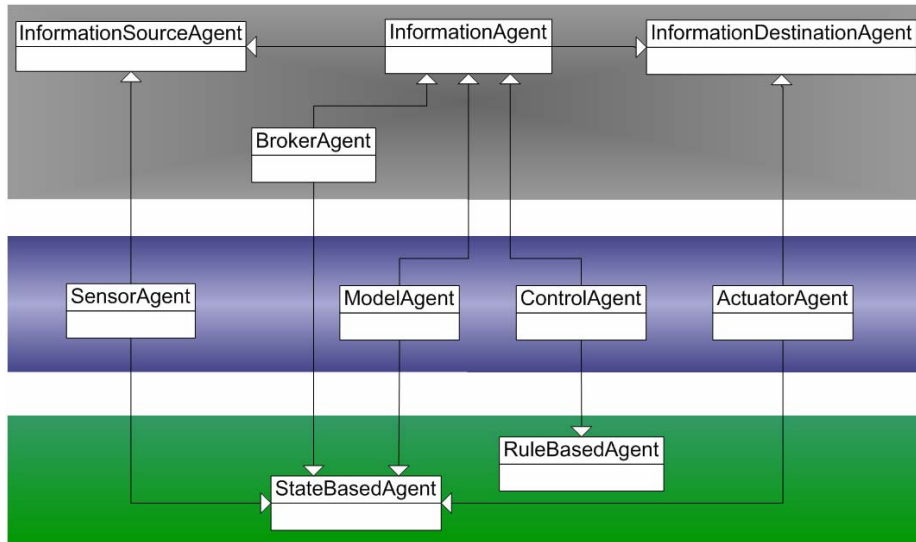 InformationSourceAgent
InformationAgent
InformationDestinationAgent
BrokerAgent
SensorAgent
ModelAgent
ControlAgent
ActuatorAgent
RuleBasedAgent
StateBasedAgent